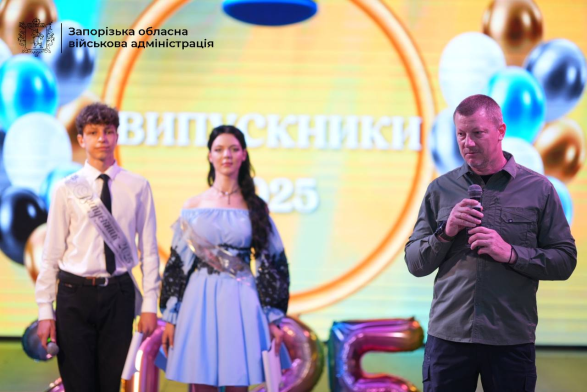 Запорізька обласна
військова адміністрація
ВИПУСКНИКИ
2025